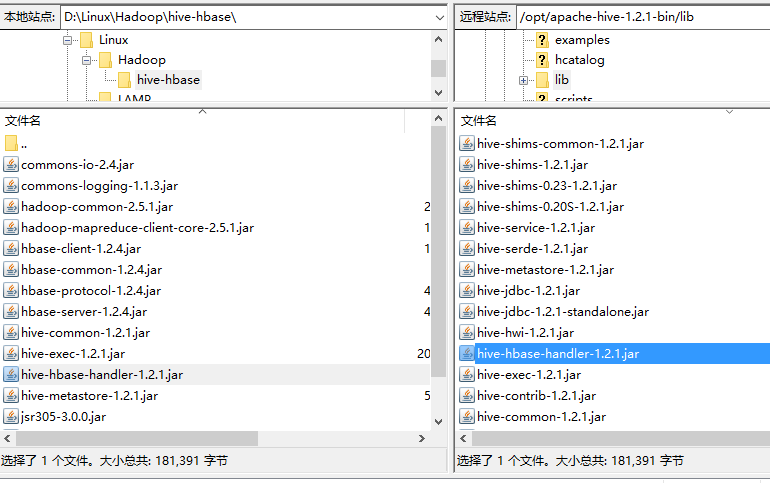 本地站点: D:\Linux\Hadoop\hive-hbase\
Linux
Hadoop
hive-hbase
LAMP
文件名
..
commons-io-2.4.jar
commons-logging-1.1.3.jar
hadoop-common-2.5.1.jar 2
hadoop-mapreduce-client-core-2.5.1.jar 1
hbase-client-1.2.4.jar 1
hbase-common-1.2.4.jar
hbase-protocol-1.2.4.jar 4
hbase-server-1.2.4.jar 4
hive-common-1.2.1.jar
hive-exec-1.2.1.jar 20
hive-hbase-handler-1.2.1.jar
hive-metastore-1.2.1.jar 5
jsr305-3.0.0.jar
选择了 1 个文件。大小总共: 181,391 字节
远程站点: /opt/apache-hive-1.2.1-bin/lib
examples
hcatalog
lib
scripts
文件名
hive-shims-common-1.2.1.jar
hive-shims-1.2.1.jar
hive-shims-0.23-1.2.1.jar
hive-shims-0.20S-1.2.1.jar
hive-service-1.2.1.jar
hive-serde-1.2.1.jar
hive-metastore-1.2.1.jar
hive-jdbc-1.2.1.jar
hive-jdbc-1.2.1-standalone.jar
hive-hwi-1.2.1.jar
hive-hbase-handler-1.2.1.jar
hive-exec-1.2.1.jar
hive-contrib-1.2.1.jar
hive-common-1.2.1.jar
选择了 1 个文件。大小总共: 181,391 字节